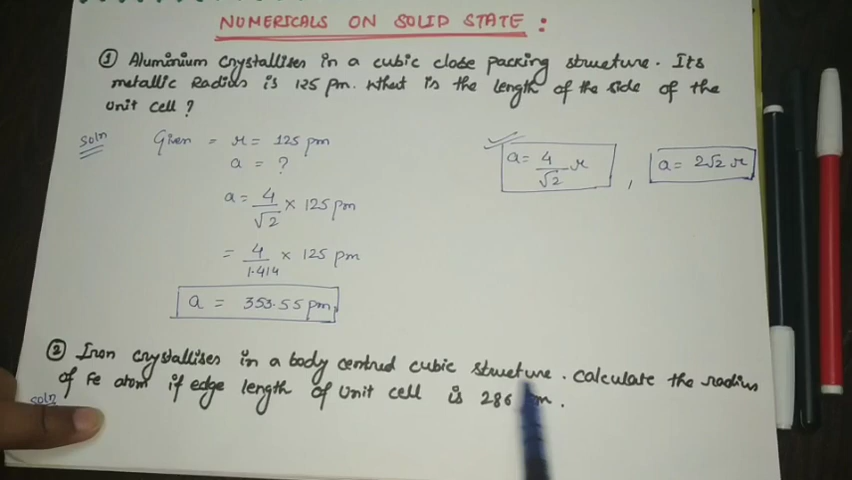 NUMERICALS ON SOLID STATE :
① Aluminium Crystallises in a cubic close packing structure. Its
metallic Radius is 125 pm. What is the length of the side of the
Unit cell ?
Soln
Given = r = 125 pm
a = ?
a = 4/√2 r , a = 2√2 r
a = 4/√2 × 125 pm
= 4/1.414 × 125 pm
a = 353.55 pm
② Iron crystallises in a body centred cubic structure. Calculate the radius
of Fe atom if edge length of Unit cell is 286 m.
Soln